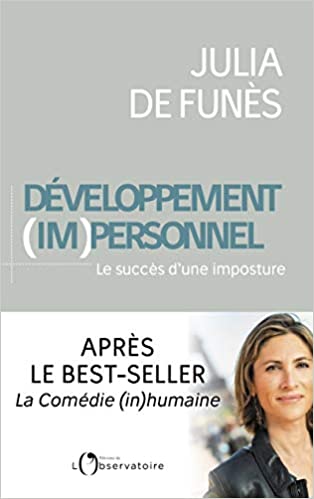 JULIA
DE FUNÈS
DÉVELOPPEMENT
(IM)PERSONNEL
Le succès d'une imposture
APRÈS
LE BEST-SELLER
La Comédie (in)humaine
Éditions de
L'Observatoire